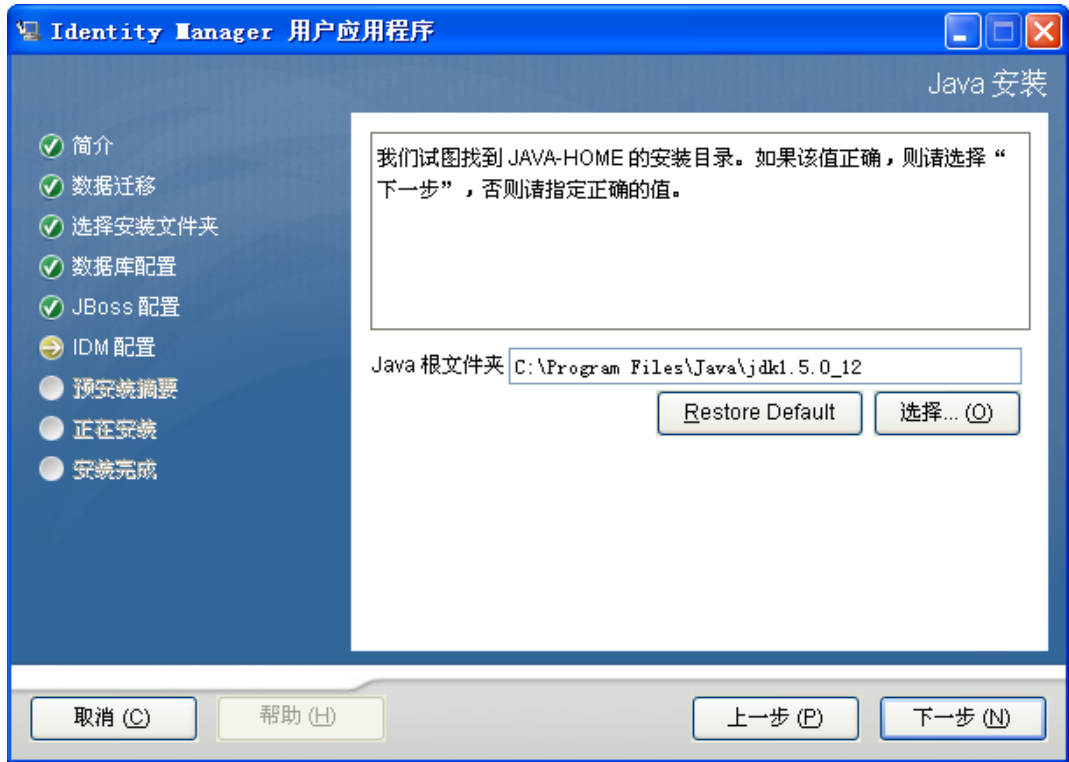 Identity Manager 用户应用程序
Java 安装
简介
数据迁移
选择安装文件夹
数据库配置
JBoss 配置
IDM 配置
预安装摘要
正在安装
安装完成
我们试图找到 JAVA-HOME 的安装目录。如果该值正确，则请选择“
下一步”，否则请指定正确的值。
Java 根文件夹 C:\Program Files\Java\jdk1.5.0_12
Restore Default 选择... (O)
取消 (C) 帮助 (H) 上一步 (P) 下一步 (N)